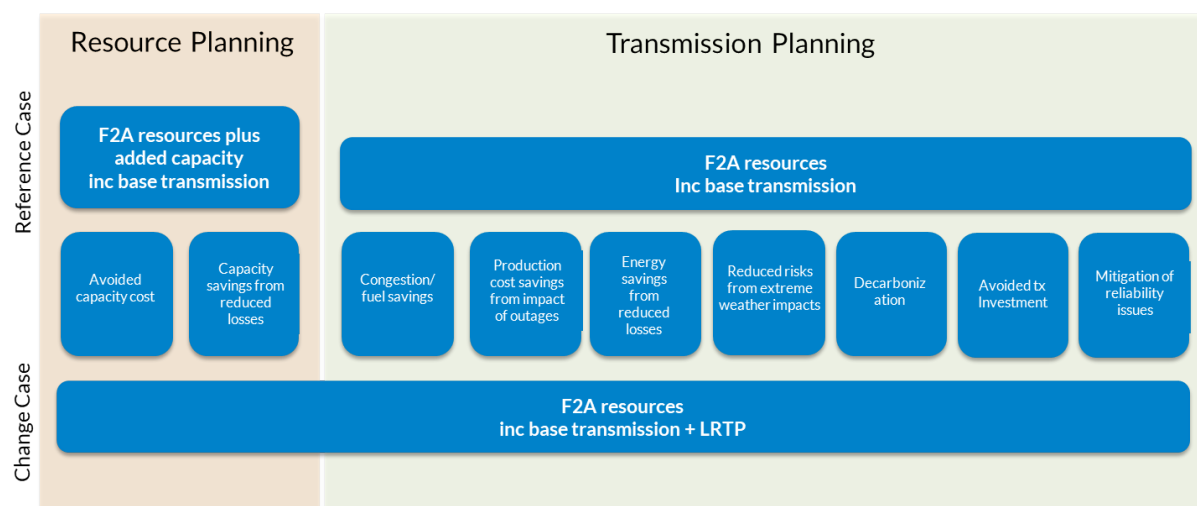 Resource Planning
Transmission Planning
Reference Case
F2A resources plus
added capacity
inc base transmission
F2A resources
Inc base transmission
Avoided
capacity cost
Capacity
savings from
reduced
losses
Congestion/
fuel savings
Production
cost savings
from impact
of outages
Energy
savings
from
reduced
losses
Reduced risks
from extreme
weather impacts
Decarboniz
ation
Avoided tx
Investment
Mitigation of
reliability
issues
Change Case
F2A resources
inc base transmission + LRTP